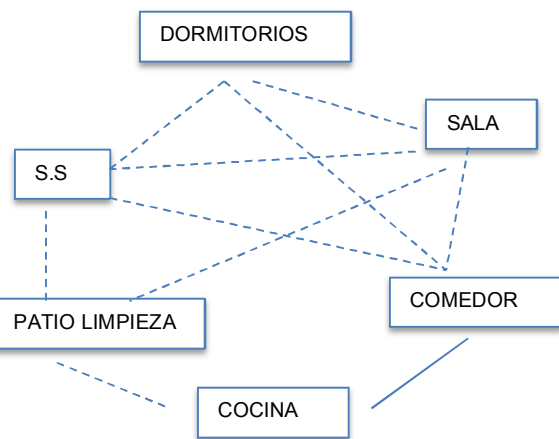 DORMITORIOS
SALA
S.S
COMEDOR
PATIO LIMPIEZA
COCINA